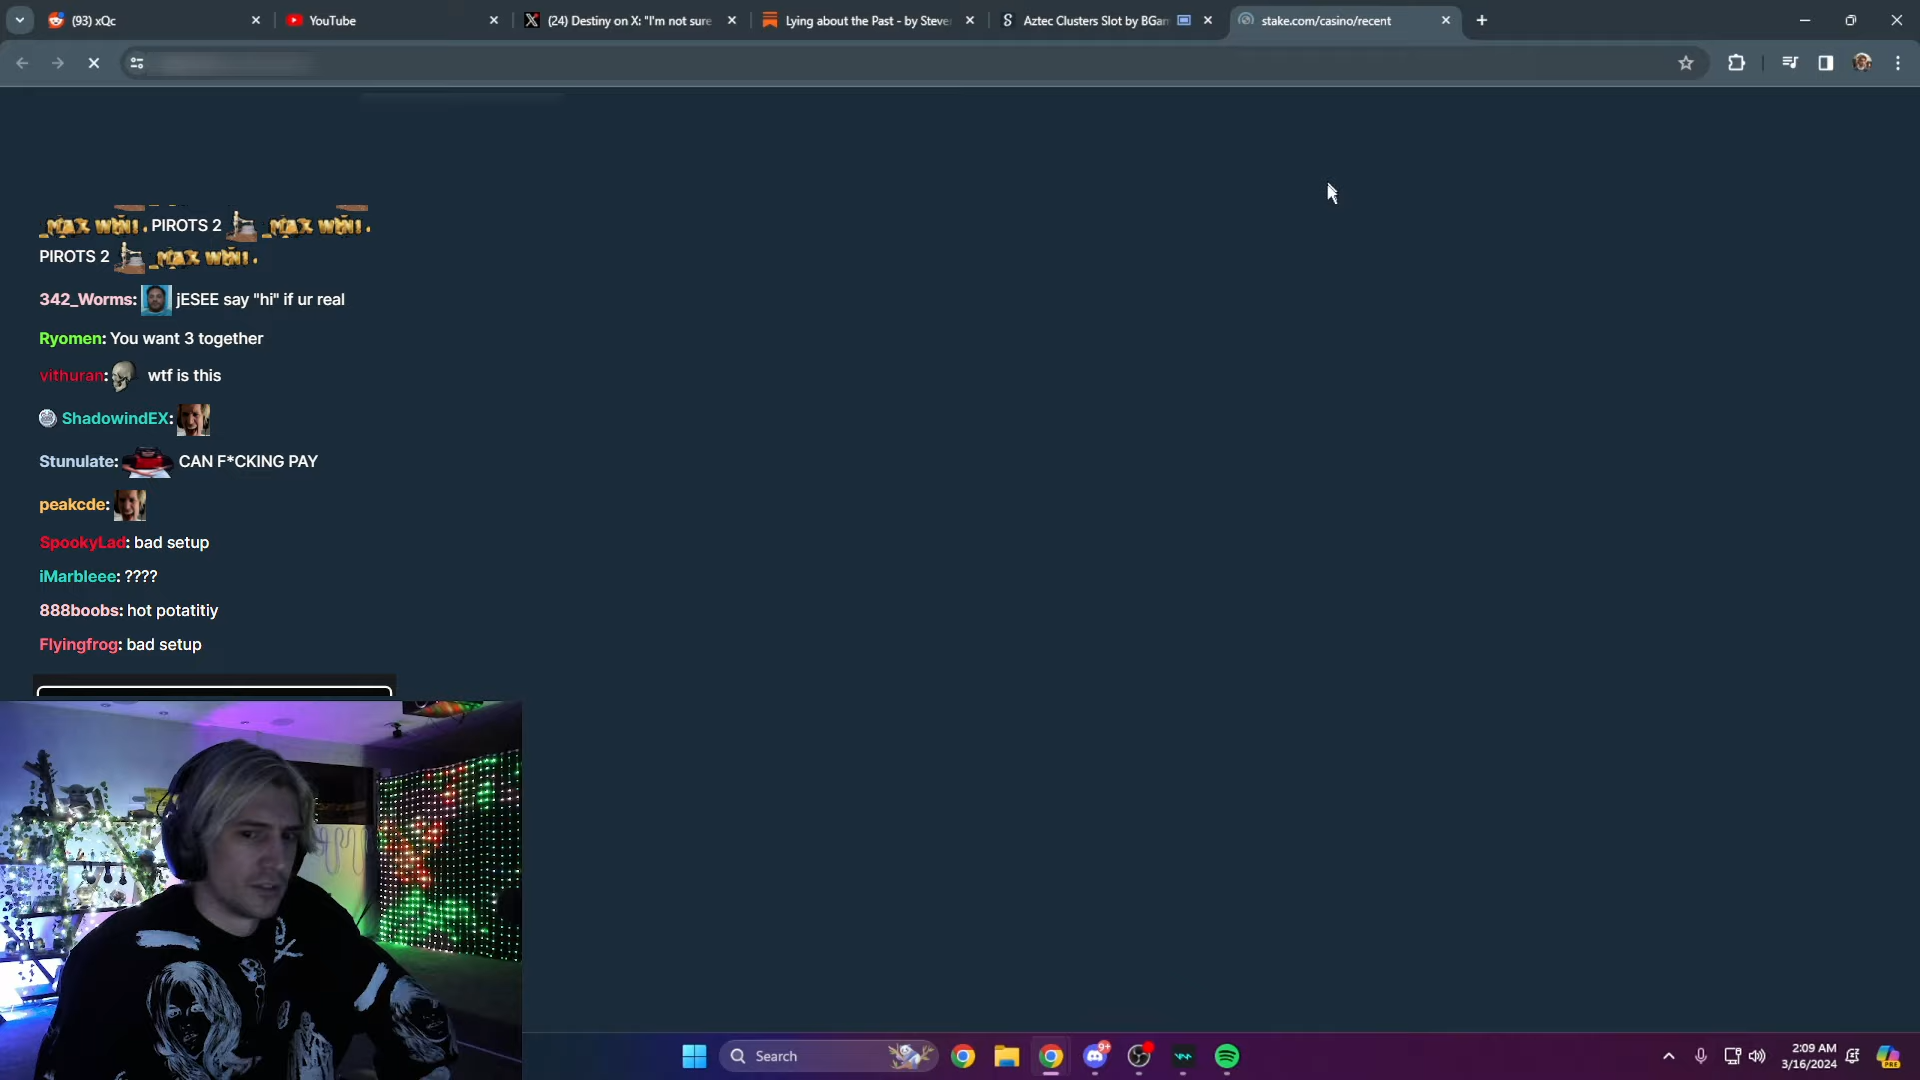 (93) xQc
YouTube
(24) Destiny on X: "I'm not sure
Lying about the Past - by Steve
Aztec Clusters Slot by BGam
stake.com/casino/recent
MAX WIN! PIROTS 2 MAX WIN!
PIROTS 2 MAX WIN!
342_Worms: jESEE say "hi" if ur real
Ryomen: You want 3 together
vithuran: wtf is this
ShadowindEX:
Stunulate: CAN F*CKING PAY
peakcde:
SpookyLad: bad setup
iMarbleee: ????
888boobs: hot potatitiy
Flyingfrog: bad setup
Search
9+
2:09 AM
3/16/2024
PRE